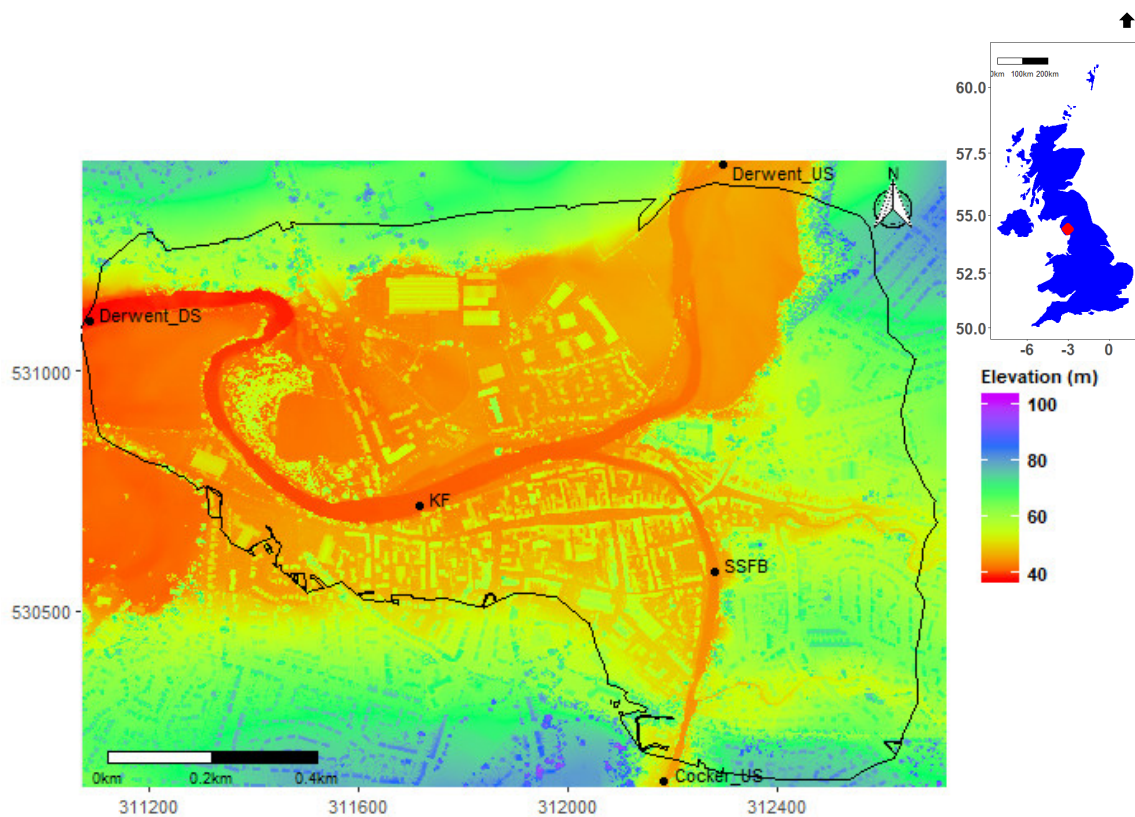 0km 100km 200km
60.0
57.5
55.0
52.5
50.0
-6 -3 0
Derwent_US
N
Derwent_DS
531000
KF
SSFB
530500
Cocker_US
0km 0.2km 0.4km
311200 311600 312000 312400
Elevation (m)
100
80
60
40